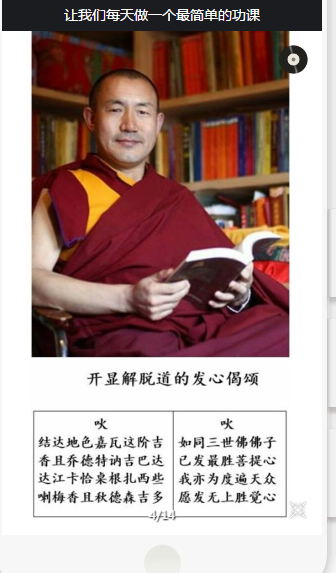 让我们每天做一个最简单的功课
开显解脱道的发心偈颂
吙
结达地色嘉瓦这阶吉
香且乔德特讷吉巴达
达江卡恰枲根扎西些
喇梅香且秋德森吉多
吙
如同三世佛佛子
已发最胜菩提心
我亦为度遍天众
愿发无上胜觉心
4/14